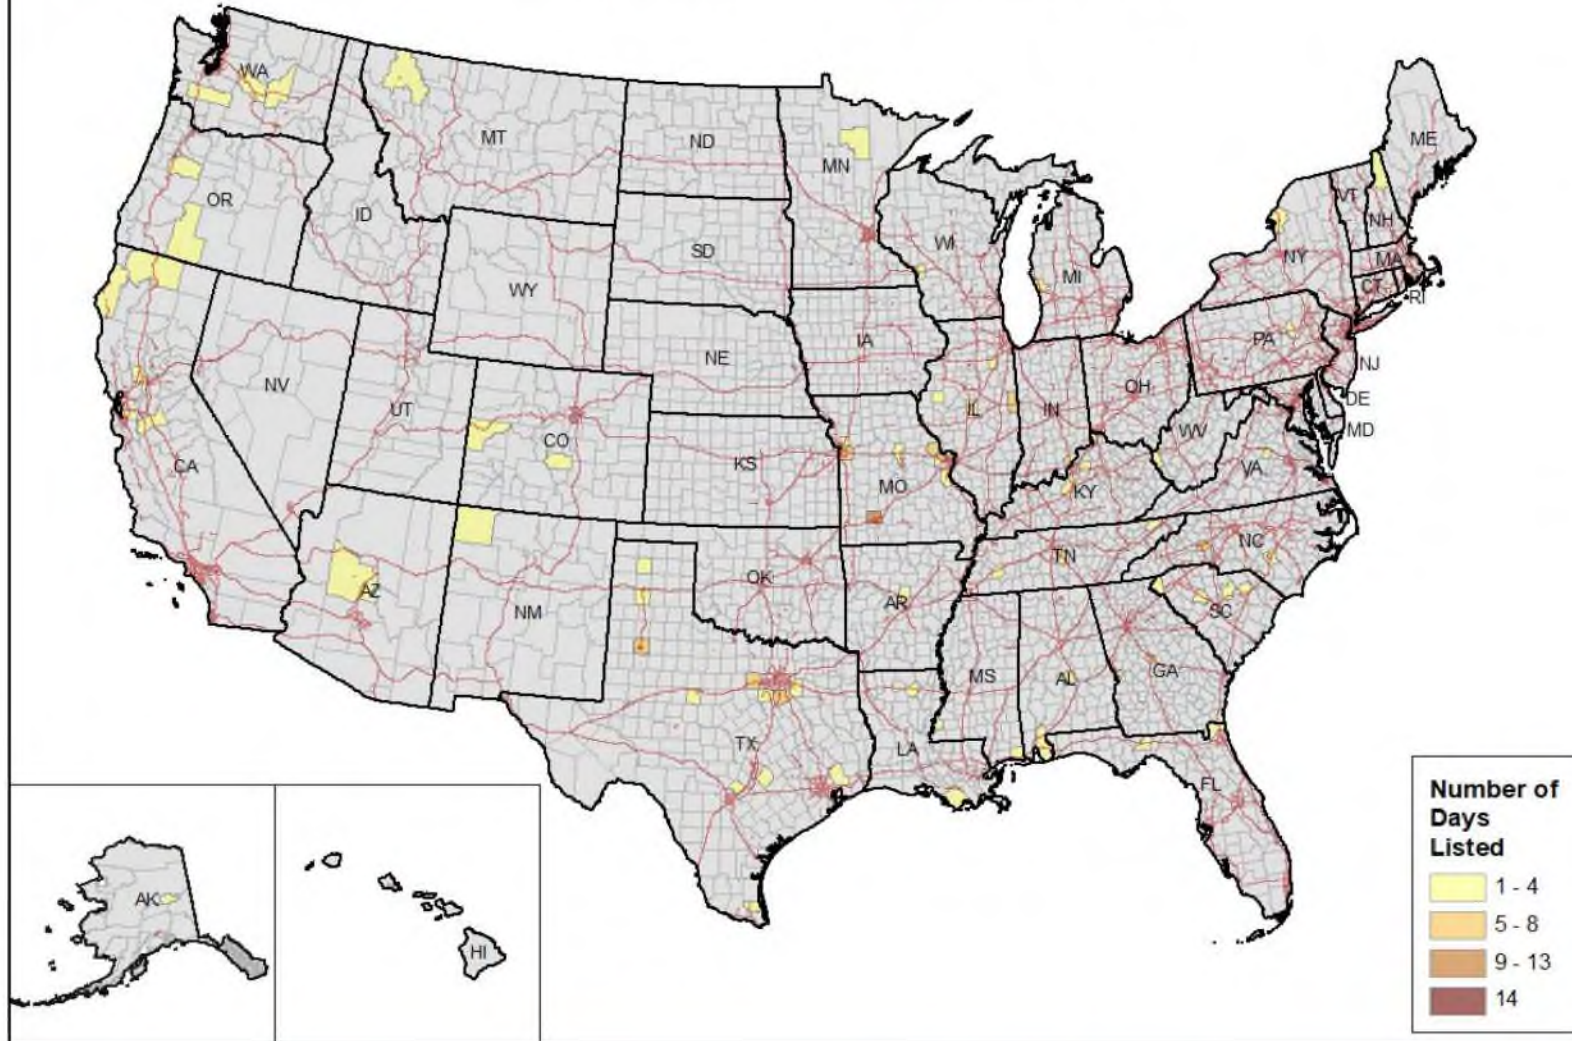 WA
MT
ND
MN
ME
OR
ID
SD
WI
MI
VT
NH
NY
MA
CT
RI
WY
IA
NE
PA
NJ
NV
UT
CO
IL
IN
OH
DE
MD
WV
CA
KS
MO
KY
VA
AZ
NM
OK
AR
TN
NC
SC
MS
AL
GA
TX
LA
FL
AK
HI
Number of
Days
Listed
1 - 4
5 - 8
9 - 13
14